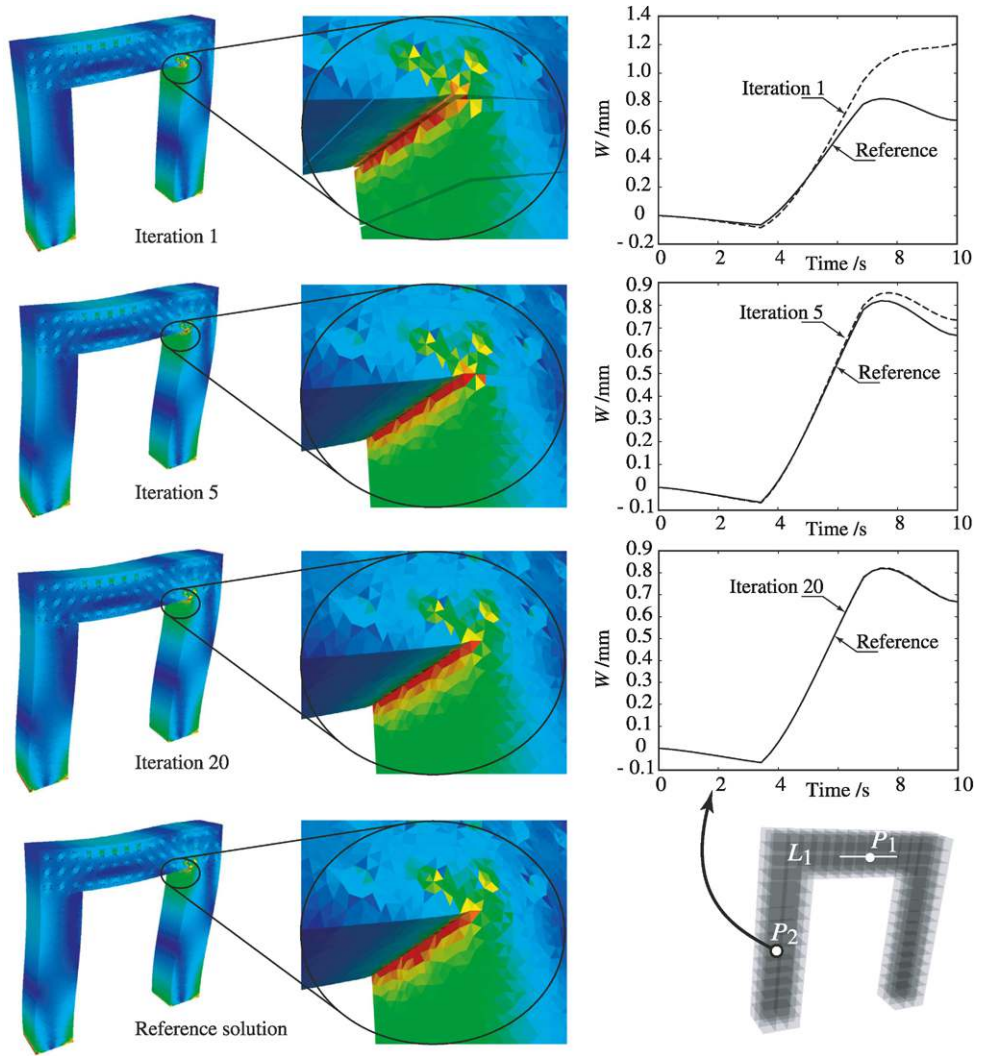 Iteration 1
1.4
1.2
1.0
0.8
0.6
0.4
0.2
0
- 0.2
W /mm
Iteration 1
Reference
0 2 4 6 8 10
Time /s
Iteration 5
0.9
0.8
0.7
0.6
0.5
0.4
0.3
0.2
0.1
0
- 0.1
W /mm
Iteration 5
Reference
0 2 4 6 8 10
Time /s
Iteration 20
0.9
0.8
0.7
0.6
0.5
0.4
0.3
0.2
0.1
0
- 0.1
W /mm
Iteration 20
Reference
0 2 4 6 8 10
Time /s
Reference solution
L1
P1
P2